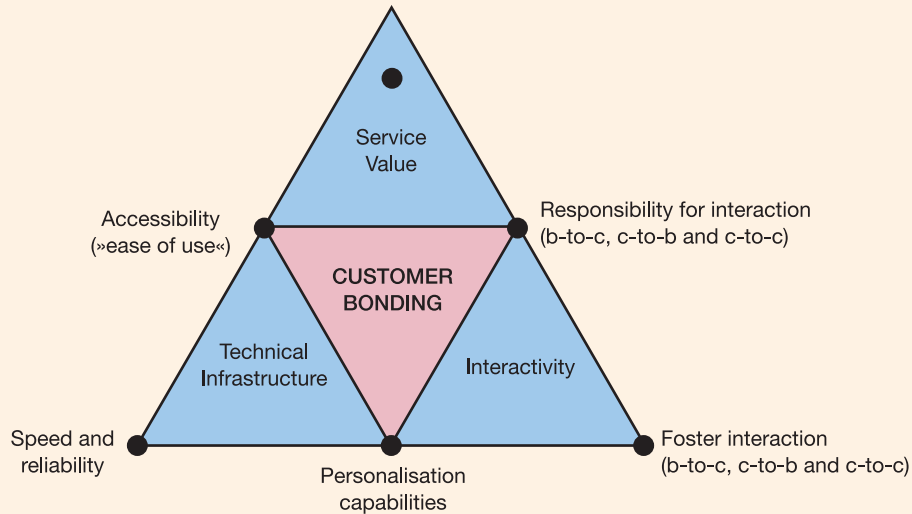 Service
Value
Accessibility
(»ease of use«)
Responsibility for interaction
(b-to-c, c-to-b and c-to-c)
CUSTOMER
BONDING
Technical
Infrastructure
Interactivity
Speed and
reliability
Personalisation
capabilities
Foster interaction
(b-to-c, c-to-b and c-to-c)